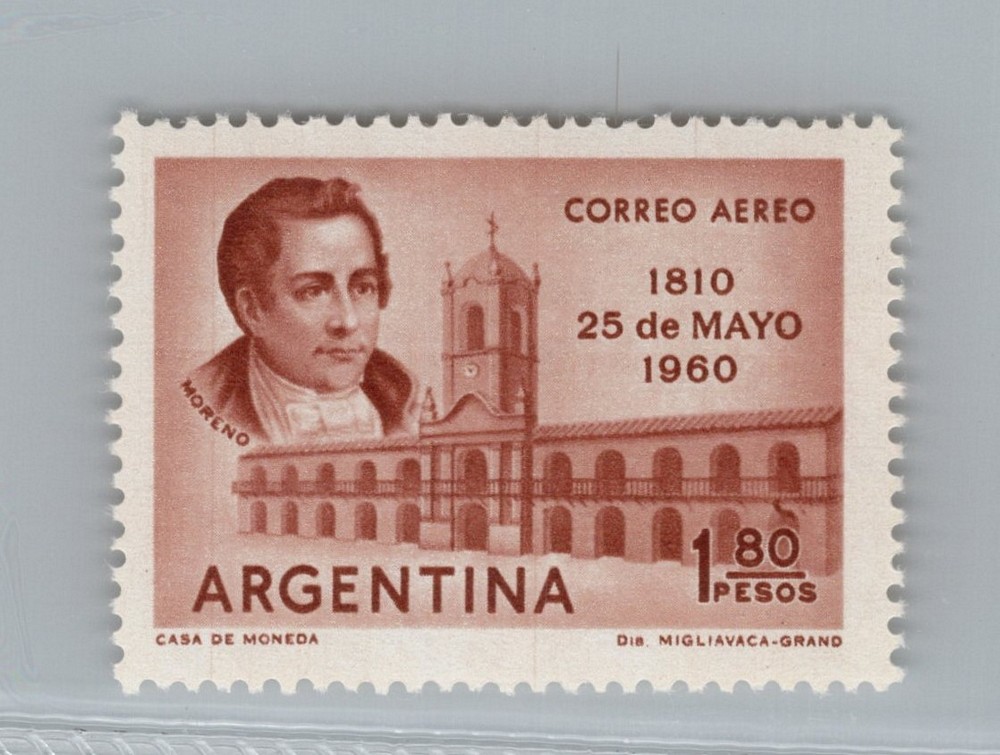 CORREO AEREO
1810
25 de MAYO
1960
MORENO
1 80
PESOS
ARGENTINA
CASA DE MONEDA
DIB. MIGLIAVACA-GRAND